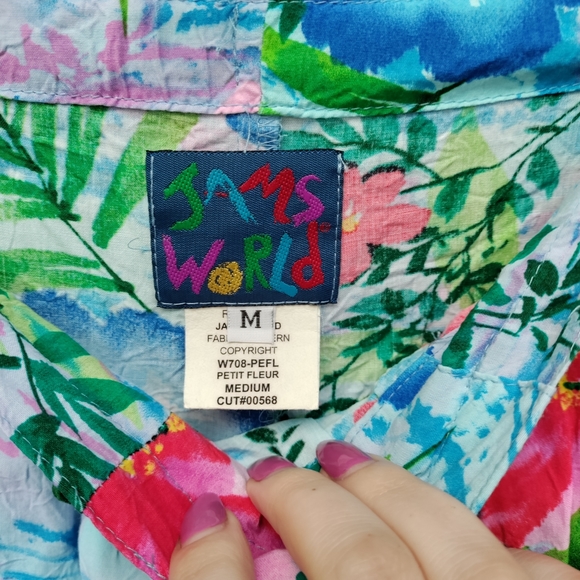 JAMS
WORLd
M
COPYRIGHT
W708-PEFL
PETIT FLEUR
MEDIUM
CUT#00568